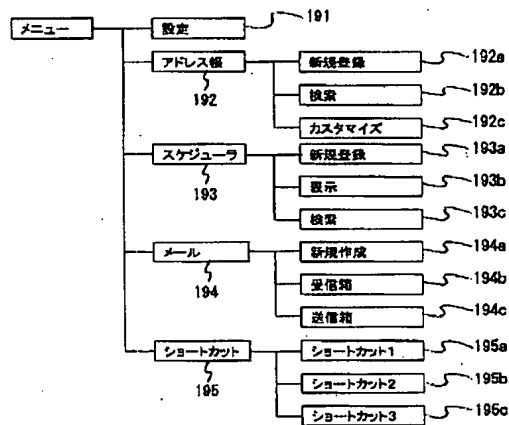 メニュー
設定
191
アドレス帳
192
新規登録
192a
検索
192b
カスタマイズ
192c
スケジューラ
193
新規登録
193a
表示
193b
検索
193c
メール
194
新規作成
194a
受信箱
194b
送信箱
194c
ショートカット
195
ショートカット1
195a
ショートカット2
195b
ショートカット3
195c